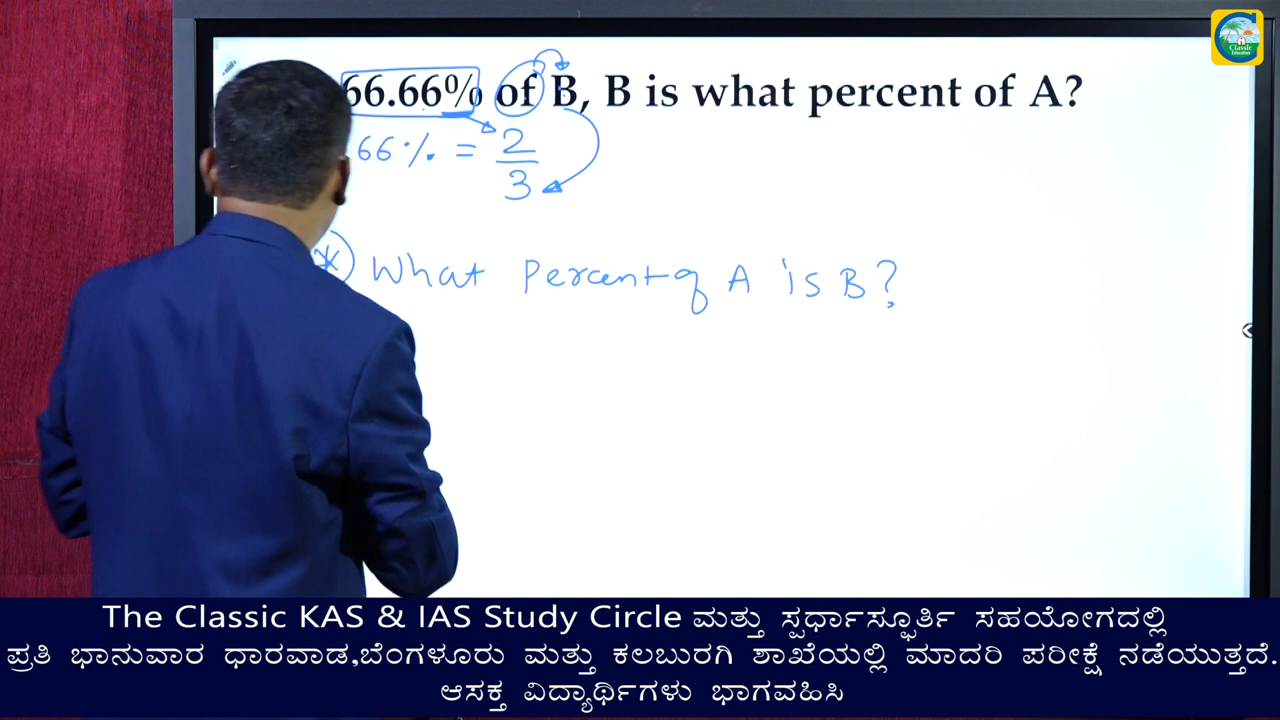 66.66% of B, B is what percent of A?
66% = 2/3
* What Percent of A is B?
Classic
Education
The Classic KAS & IAS Study Circle ಮತ್ತು ಸ್ಪರ್ಧಾಸ್ಫೂರ್ತಿ ಸಹಯೋಗದಲ್ಲಿ
ಪ್ರತಿ ಭಾನುವಾರ ಧಾರವಾಡ,ಬೆಂಗಳೂರು ಮತ್ತು ಕಲಬುರಗಿ ಶಾಖೆಯಲ್ಲಿ ಮಾದರಿ ಪರೀಕ್ಷೆ ನಡೆಯುತ್ತದೆ.
ಆಸಕ್ತ ವಿದ್ಯಾರ್ಥಿಗಳು ಭಾಗವಹಿಸಿ